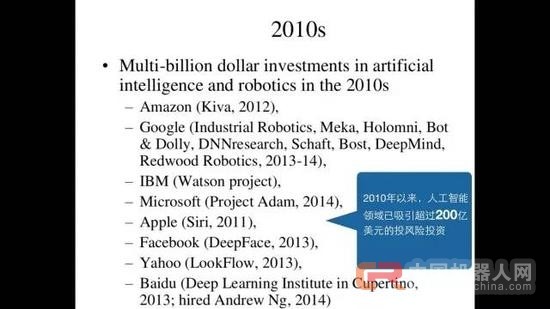 2010s
• Multi-billion dollar investments in artificial
intelligence and robotics in the 2010s
– Amazon (Kiva, 2012),
– Google (Industrial Robotics, Meka, Holomni, Bot
& Dolly, DNNresearch, Schaft, Bost, DeepMind,
Redwood Robotics, 2013-14),
– IBM (Watson project),
– Microsoft (Project Adam, 2014),
– Apple (Siri, 2011),
– Facebook (DeepFace, 2013),
– Yahoo (LookFlow, 2013),
– Baidu (Deep Learning Institute in Cupertino,
2013; hired Andrew Ng, 2014)
2010年以来，人工智能
领域已吸引超过200亿
美元的投风险投资
中国机器人网
china.com